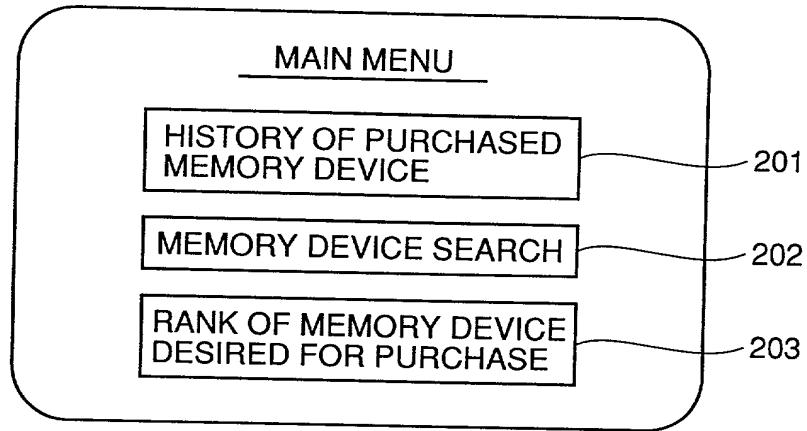 MAIN MENU
HISTORY OF PURCHASED
MEMORY DEVICE
201
MEMORY DEVICE SEARCH
202
RANK OF MEMORY DEVICE
DESIRED FOR PURCHASE
203